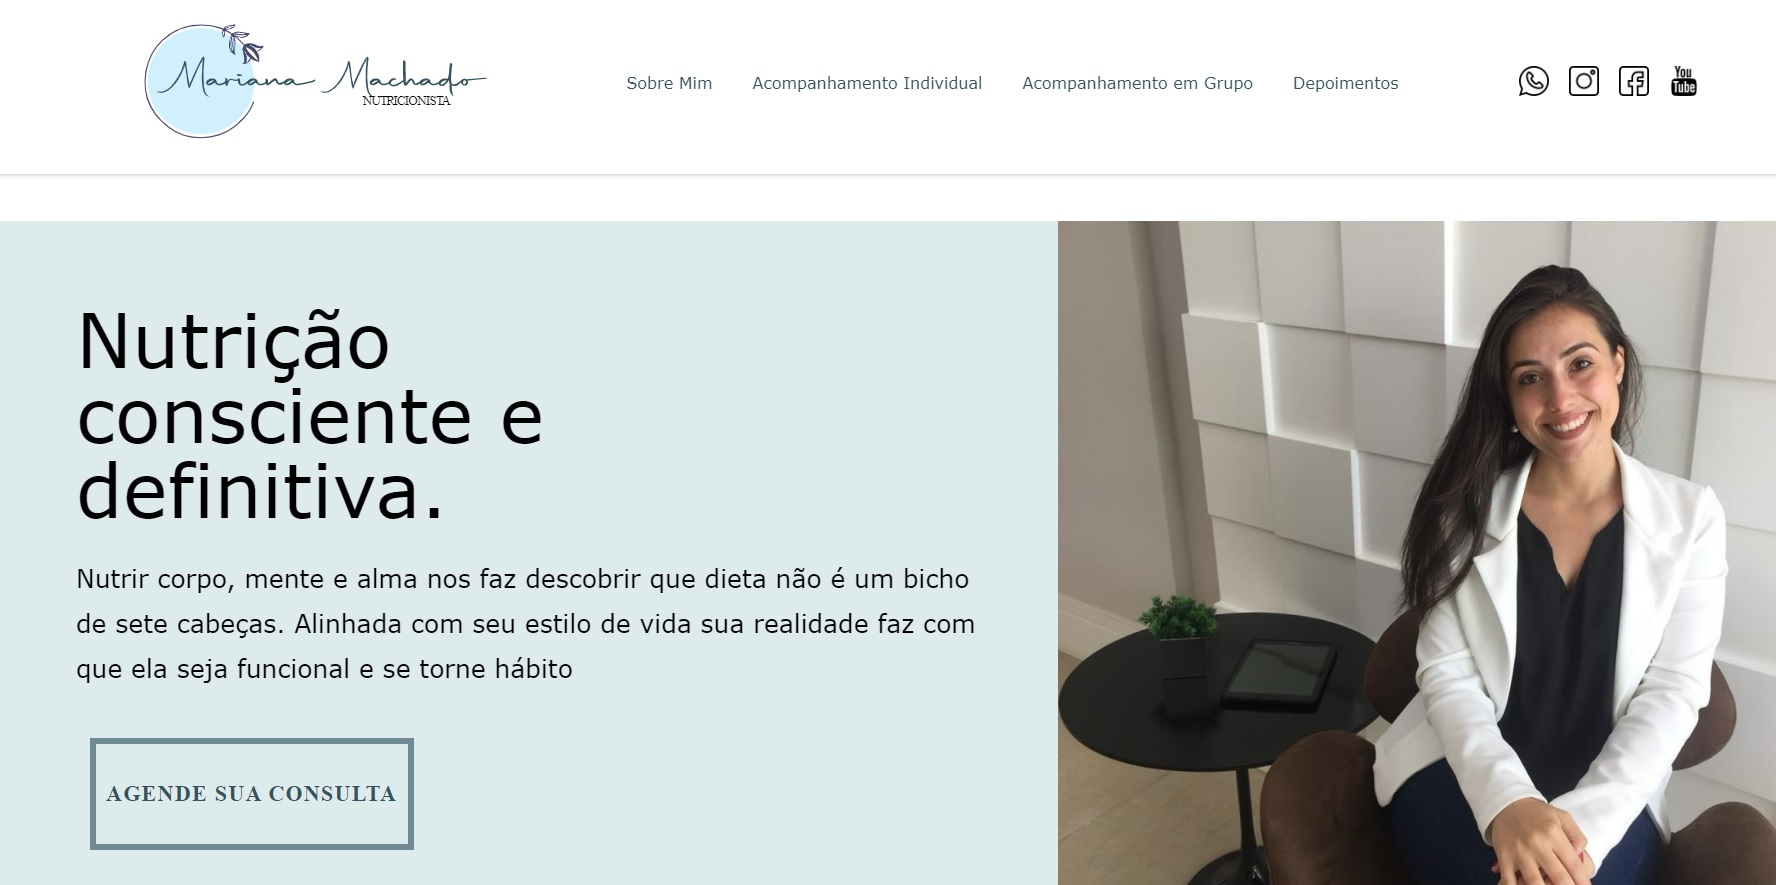 Mariana Machado
NUTRICIONISTA
Sobre Mim
Acompanhamento Individual
Acompanhamento em Grupo
Depoimentos
You
Tube
Nutrição
consciente e
definitiva.
Nutrir corpo, mente e alma nos faz descobrir que dieta não é um bicho
de sete cabeças. Alinhada com seu estilo de vida sua realidade faz com
que ela seja funcional e se torne hábito
AGENDE SUA CONSULTA